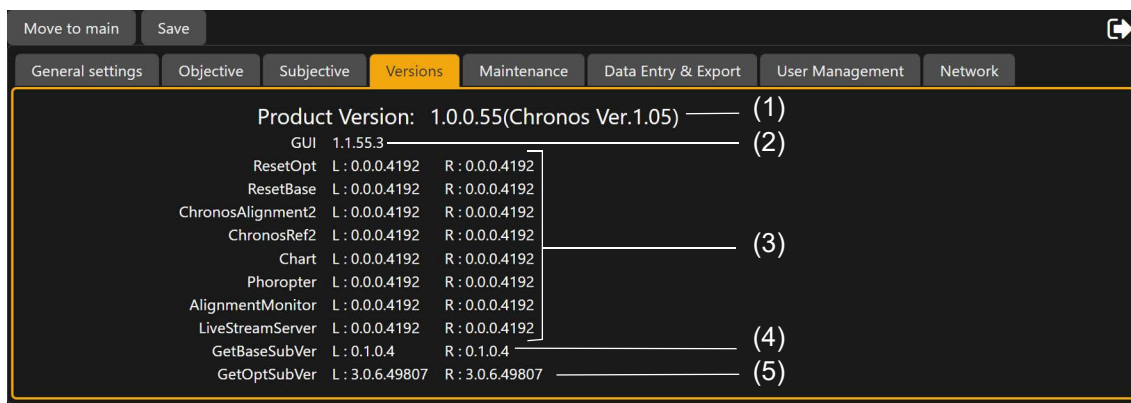 Move to main Save
General settings Objective Subjective Versions Maintenance Data Entry & Export User Management Network
Product Version: 1.0.0.55(Chronos Ver.1.05) (1)
GUI 1.1.55.3 (2)
ResetOpt L : 0.0.0.4192 R : 0.0.0.4192
ResetBase L : 0.0.0.4192 R : 0.0.0.4192
ChronosAlignment2 L : 0.0.0.4192 R : 0.0.0.4192
ChronosRef2 L : 0.0.0.4192 R : 0.0.0.4192
Chart L : 0.0.0.4192 R : 0.0.0.4192 (3)
Phoropter L : 0.0.0.4192 R : 0.0.0.4192
AlignmentMonitor L : 0.0.0.4192 R : 0.0.0.4192
LiveStreamServer L : 0.0.0.4192 R : 0.0.0.4192
GetBaseSubVer L : 0.1.0.4 R : 0.1.0.4 (4)
GetOptSubVer L : 3.0.6.49807 R : 3.0.6.49807 (5)